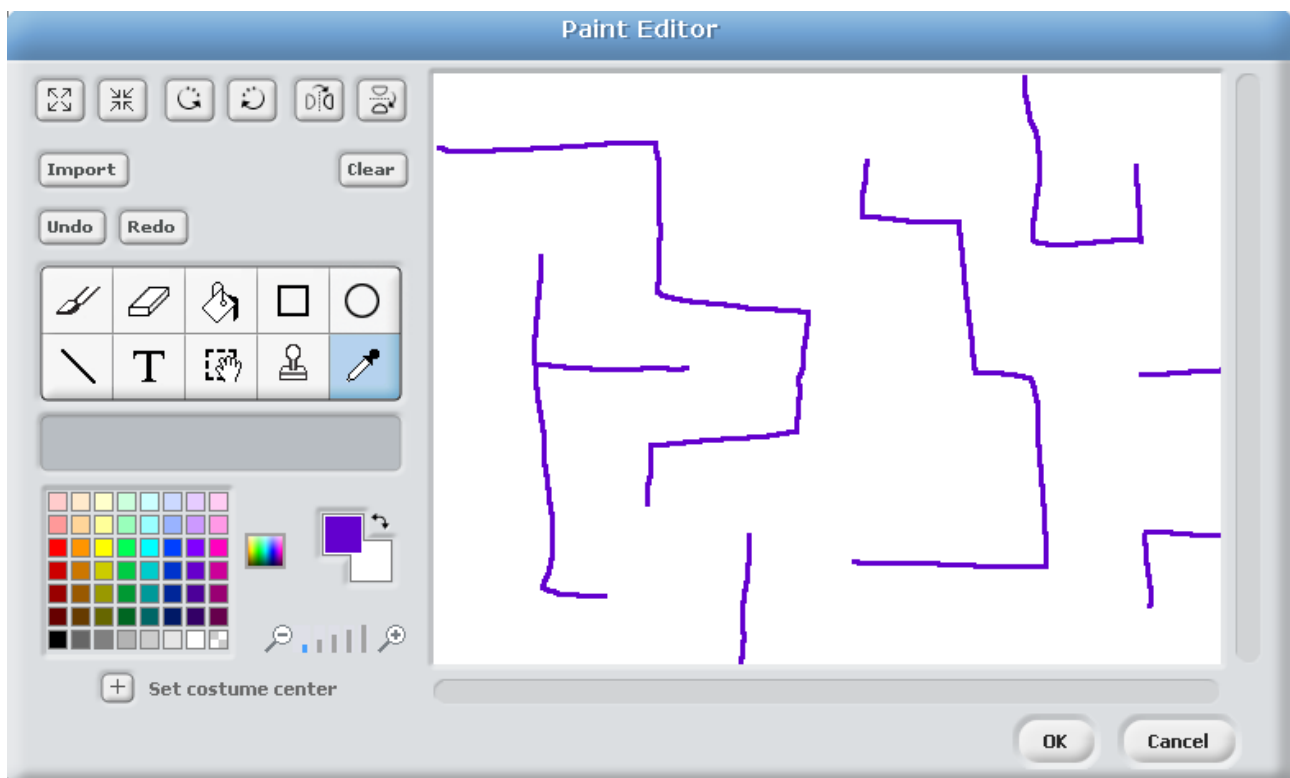 Paint Editor
Import
Clear
Undo
Redo
T
Set costume center
OK
Cancel